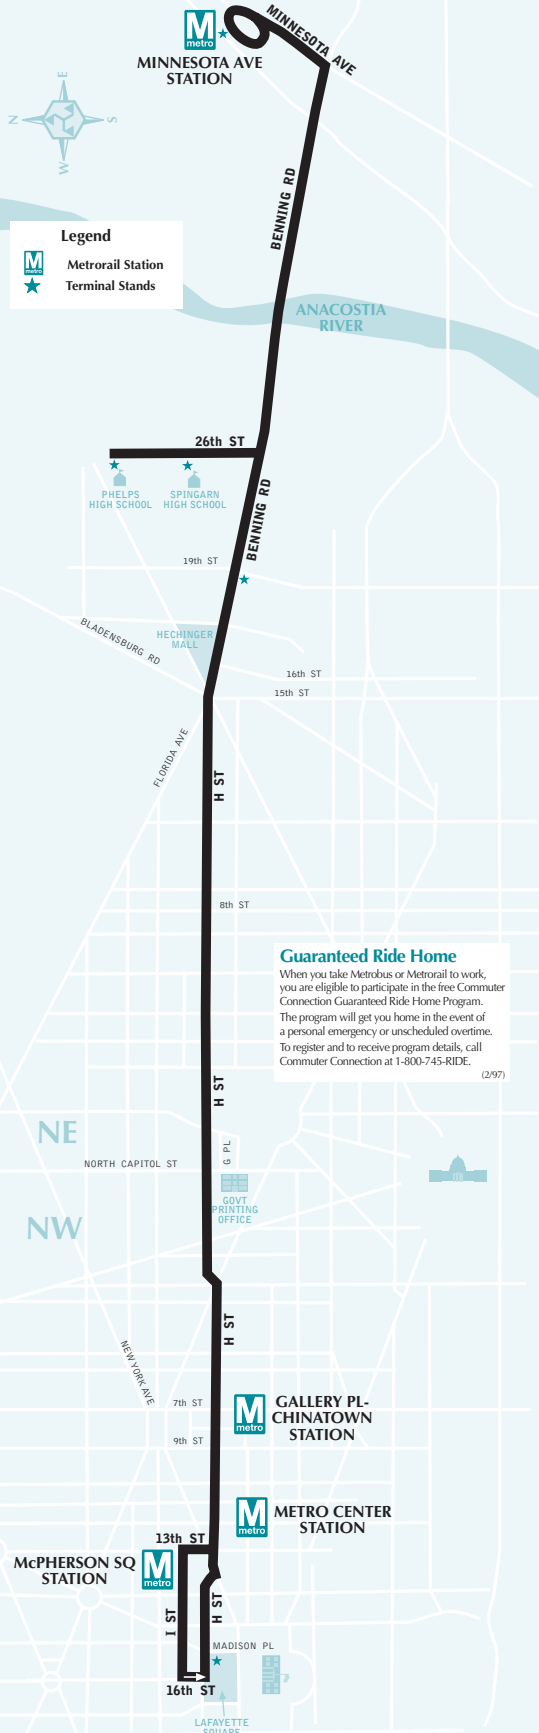 M
metro
MINNESOTA AVE
STATION
MINNESOTA AVE
E
N
S
W
BENNING RD
Legend
M
metro
Metrorail Station
Terminal Stands
ANACOSTIA
RIVER
26th ST
PHELPS
HIGH SCHOOL
SPINGARN
HIGH SCHOOL
BENNING RD
19th ST
BLADENSBURG RD
HECHINGER
MALL
16th ST
15th ST
FLORIDA AVE
H ST
8th ST
Guaranteed Ride Home
When you take Metrobus or Metrorail to work,
you are eligible to participate in the free Commuter
Connection Guaranteed Ride Home Program.
The program will get you home in the event of
a personal emergency or unscheduled overtime.
To register and to receive program details, call
Commuter Connection at 1-800-745-RIDE.
(2/97)
H ST
NE
G PL
NORTH CAPITOL ST
GOVT
PRINTING
OFFICE
NW
H ST
NEW YORK AVE
7th ST
M
metro
GALLERY PL-
CHINATOWN
STATION
9th ST
M
metro
METRO CENTER
STATION
13th ST
McPHERSON SQ
STATION
M
metro
I ST
H ST
MADISON PL
16th ST
LAFAYETTE
SQUARE